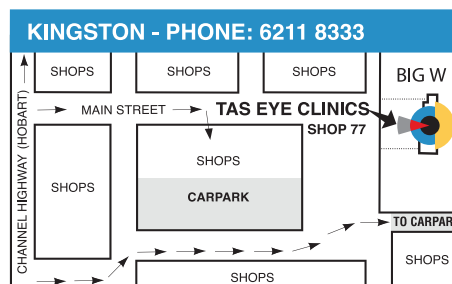 KINGSTON - PHONE: 6211 8333
SHOPS
SHOPS
SHOPS
BIG W
CHANNEL HIGHWAY (HOBART)
MAIN STREET
TAS EYE CLINICS
SHOP 77
SHOPS
SHOPS
CARPARK
TO CARPAR
SHOPS
SHOPS